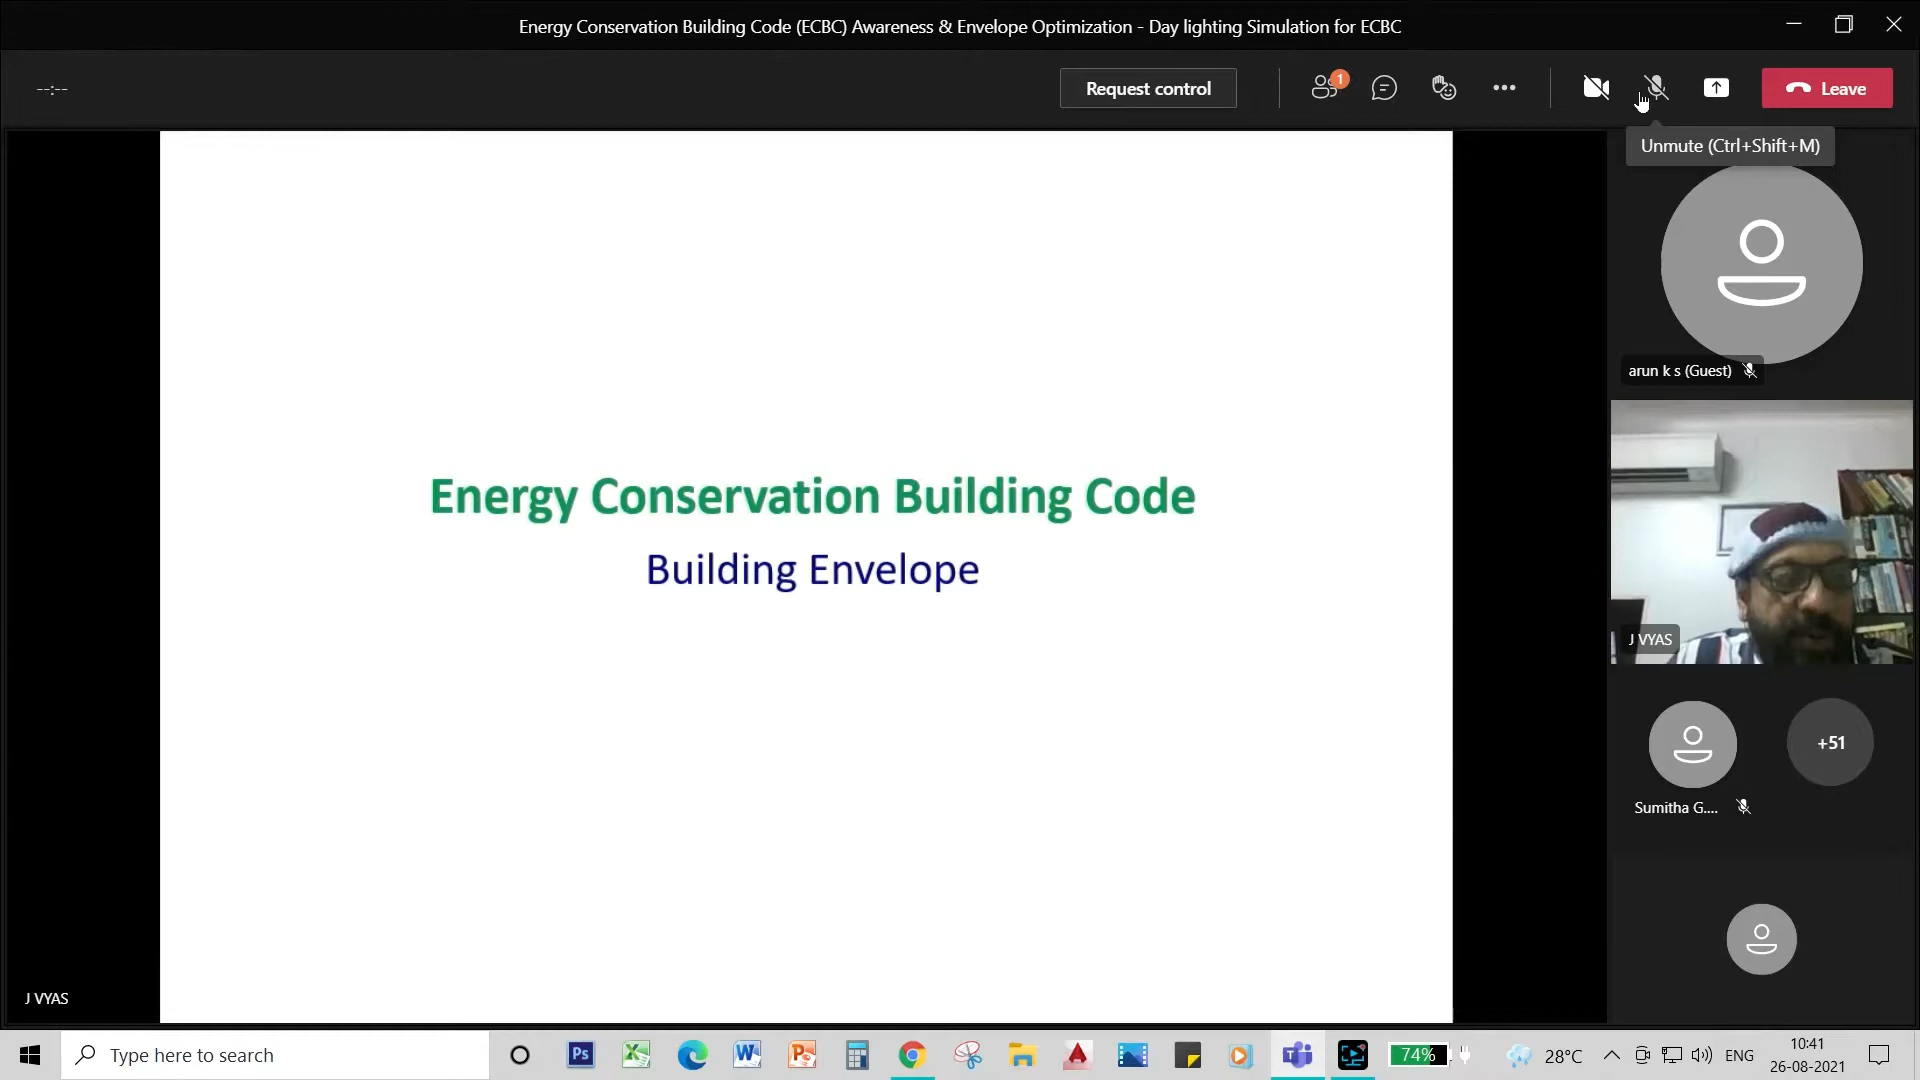 Energy Conservation Building Code (ECBC) Awareness & Envelope Optimization - Day lighting Simulation for ECBC
--:--
Request control
1
Leave
Unmute (Ctrl+Shift+M)
arun k s (Guest)
Energy Conservation Building Code
Building Envelope
J VYAS
+51
Sumitha G....
J VYAS
Type here to search
Ps
74%
28°C
ENG
10:41
26-08-2021